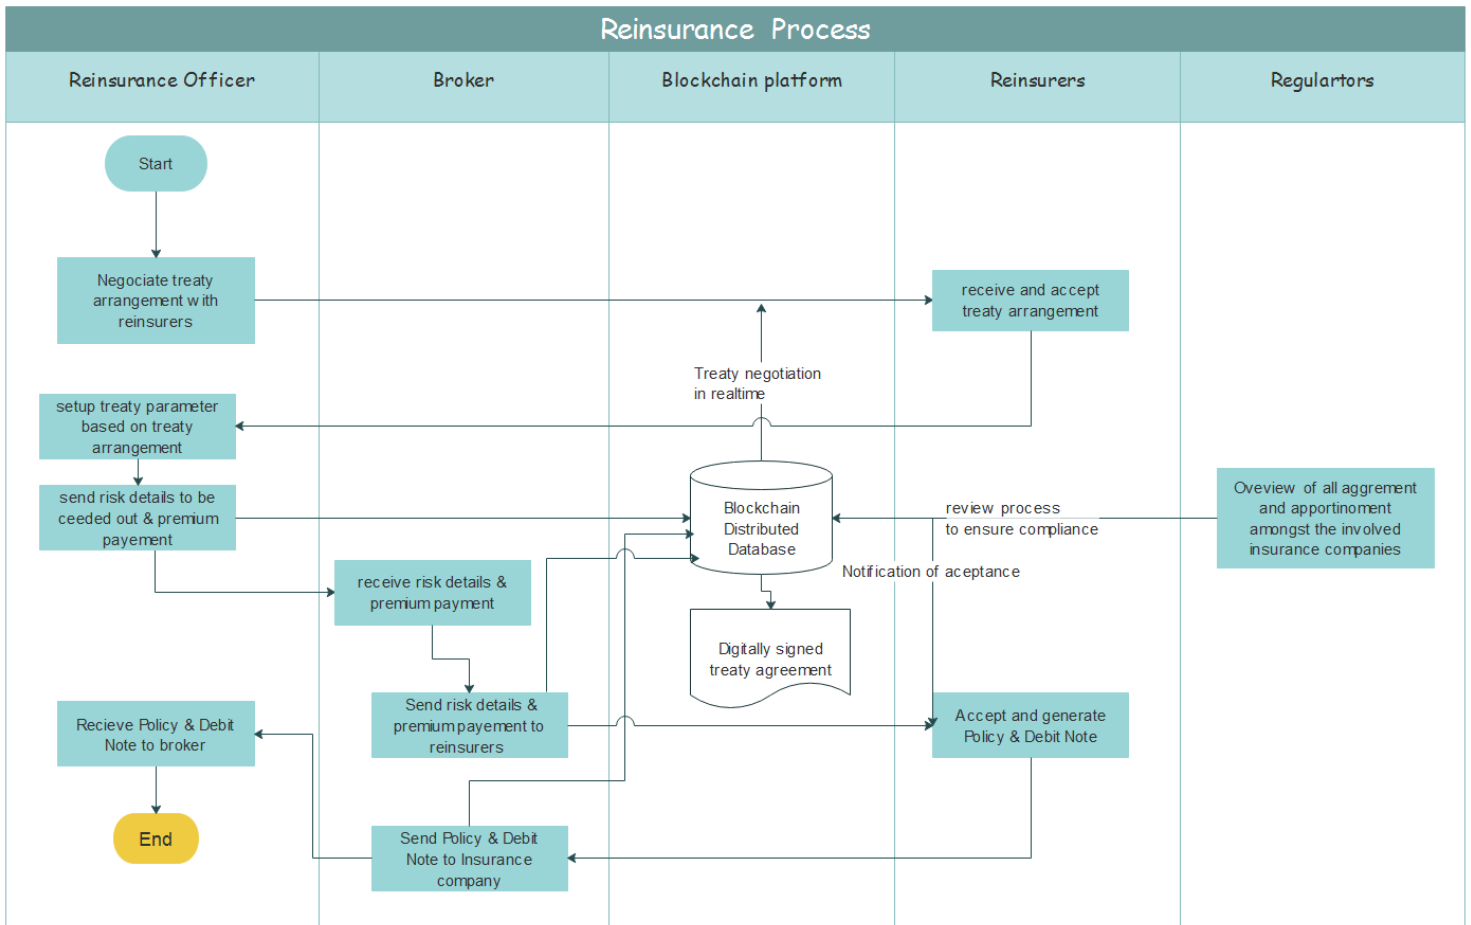 Reinsurance Process
Reinsurance Officer
Broker
Blockchain platform
Reinsurers
Regulartors
Start
Negociate treaty
arrangement with
reinsurers
receive and accept
treaty arrangement
Treaty negotiation
in realtime
setup treaty parameter
based on treaty
arrangement
send risk details to be
ceeded out & premium
payement
Blockchain
Distributed
Database
review process
to ensure compliance
Oveview of all aggrement
and apportinoment
amongst the involved
insurance companies
Notification of aceptance
receive risk details &
premium payment
Digitally signed
treaty agreement
Send risk details &
premium payement to
reinsurers
Accept and generate
Policy & Debit Note
Recieve Policy & Debit
Note to broker
End
Send Policy & Debit
Note to Insurance
company